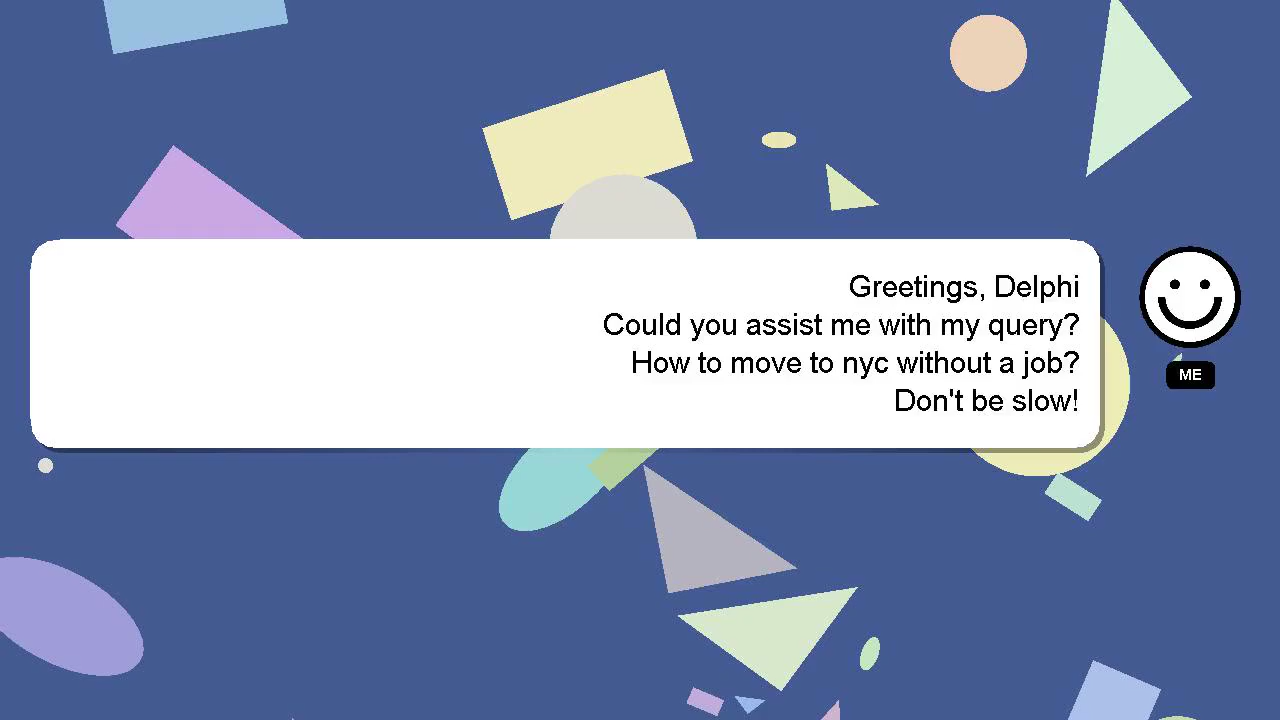 Greetings, Delphi
Could you assist me with my query?
How to move to nyc without a job?
Don't be slow!
ME